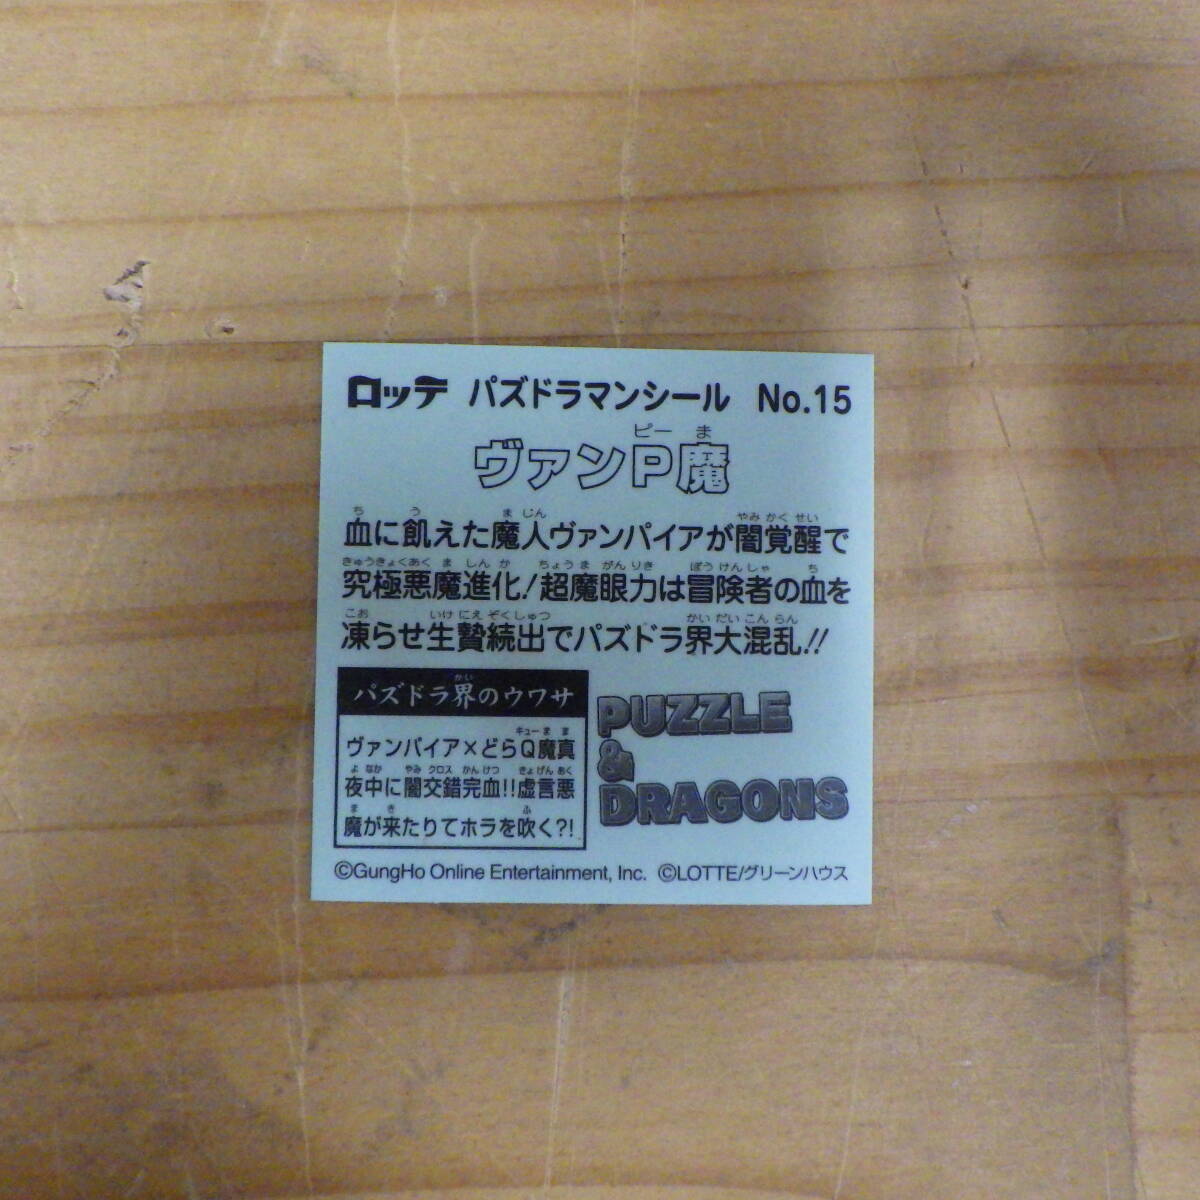 ロッテ パズドラマンシール No.15
ピー ま
ヴァンP魔
ち う ま じん やみ かく せい
血に飢えた魔人ヴァンパイアが闇覚醒で
きゅうきょくあく ま しん か ちょう ま がん りき ぼう けん しゃ ち
究極悪魔進化!超魔眼力は冒険者の血を
こお いけ にえ ぞくしゅつ かい だい こん らん
凍らせ生贄続出でパズドラ界大混乱!!
かい
パズドラ界のウワサ
キュー ま ま
ヴァンパイア×どらQ魔真
よ なか やみ クロス かん けつ きょ げん あく
夜中に闇交錯完血!!虚言悪
ま き ふ
魔が来たりてホラを吹く?!
PUZZLE
&
DRAGONS
©GungHo Online Entertainment, Inc. ©LOTTE/グリーンハウス